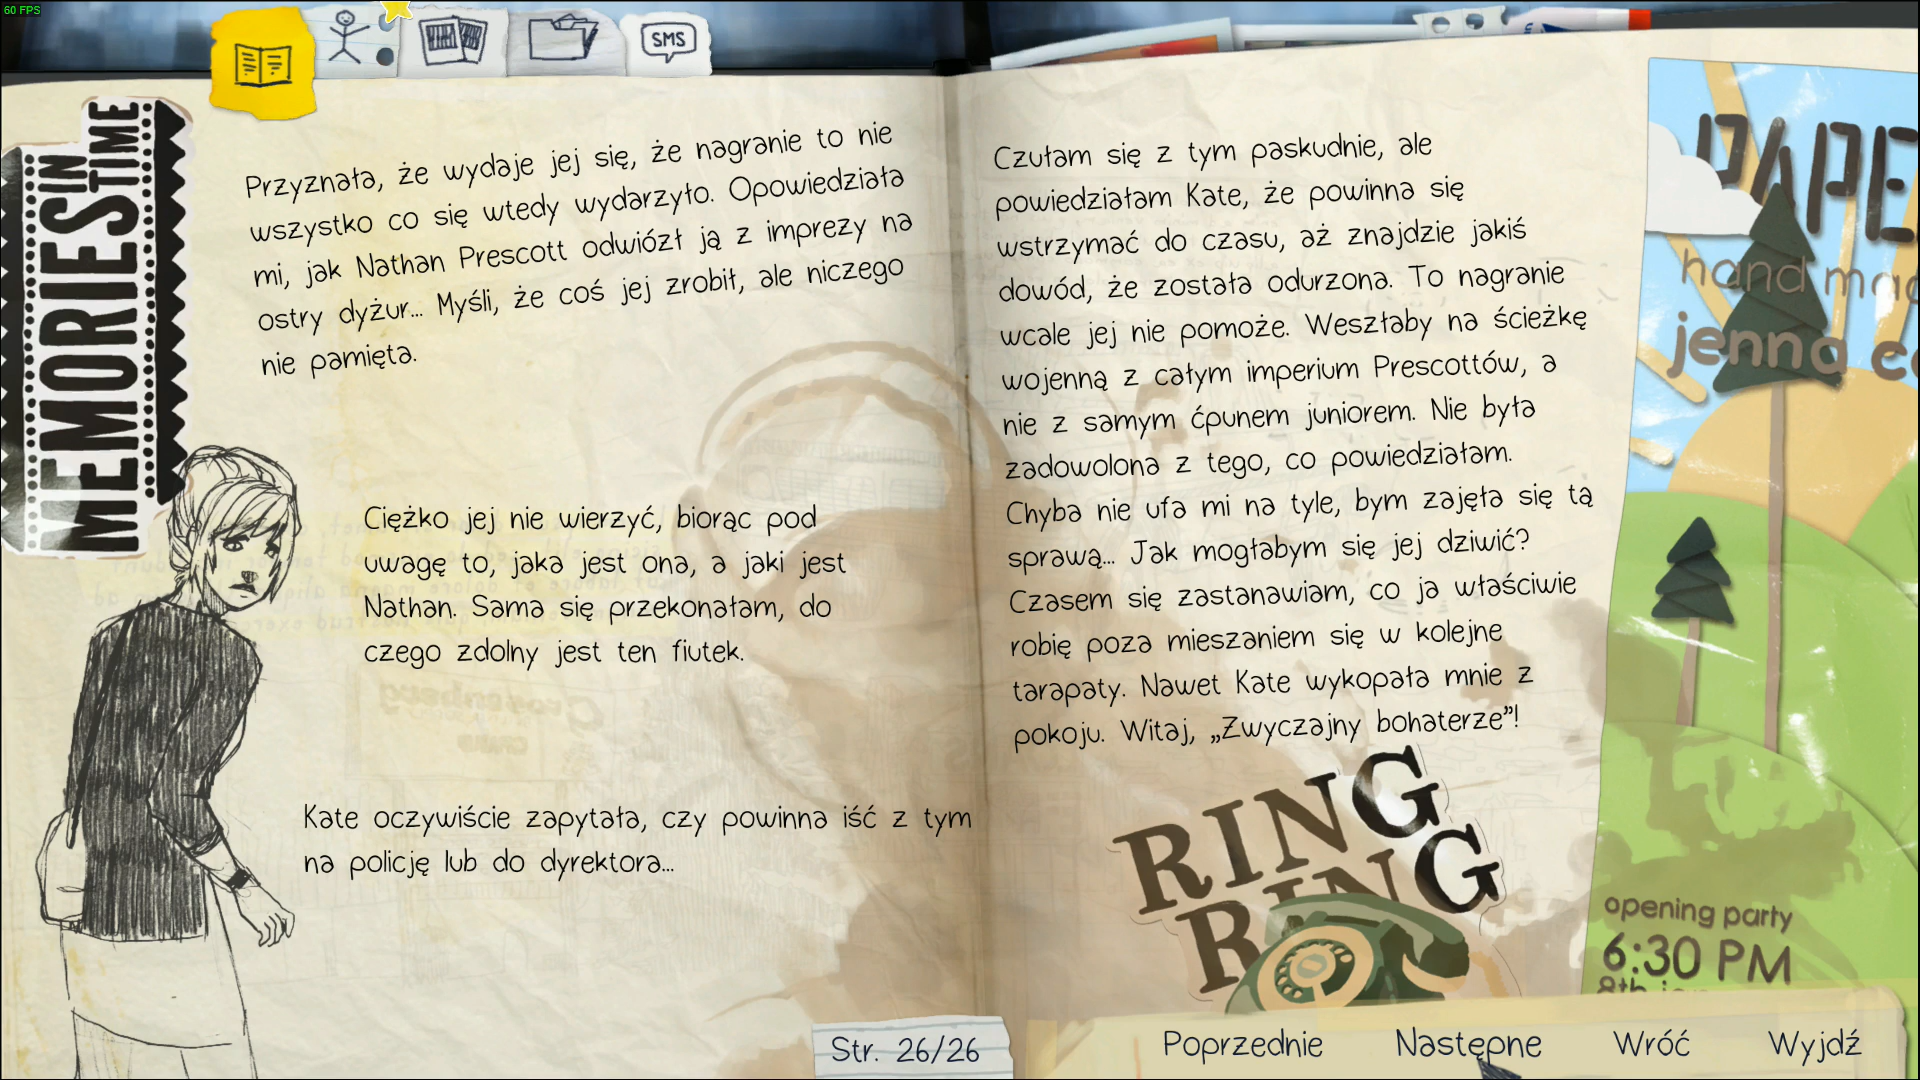 60 FPS
SMS
MEMORIES IN TIME
Przyznała, że wydaje jej się, że nagranie to nie
wszystko co się wtedy wydarzyło. Opowiedziała
mi, jak Nathan Prescott odwiózł ją z imprezy na
ostry dyżur... Myśli, że coś jej zrobił, ale niczego
nie pamięta.
Ciężko jej nie wierzyć, biorąc pod
uwagę to, jaka jest ona, a jaki jest
Nathan. Sama się przekonałam, do
czego zdolny jest ten fiutek.
Kate oczywiście zapytała, czy powinna iść z tym
na policję lub do dyrektora...
Czułam się z tym paskudnie, ale
powiedziałam Kate, że powinna się
wstrzymać do czasu, aż znajdzie jakiś
dowód, że została odurzona. To nagranie
wcale jej nie pomoże. Weszłaby na ścieżkę
wojenną z całym imperium Prescottów, a
nie z samym ćpunem juniorem. Nie była
zadowolona z tego, co powiedziałam.
Chyba nie ufa mi na tyle, bym zajęła się tą
sprawą... Jak mogłabym się jej dziwić?
Czasem się zastanawiam, co ja właściwie
robię poza mieszaniem się w kolejne
tarapaty. Nawet Kate wykopała mnie z
pokoju. Witaj, „Zwyczajny bohaterze”!
RING
RING
PAPE
hand mad
jenna co
opening party
6:30 PM
8th
Str. 26/26
Poprzednie
Następne
Wróć
Wyjdź